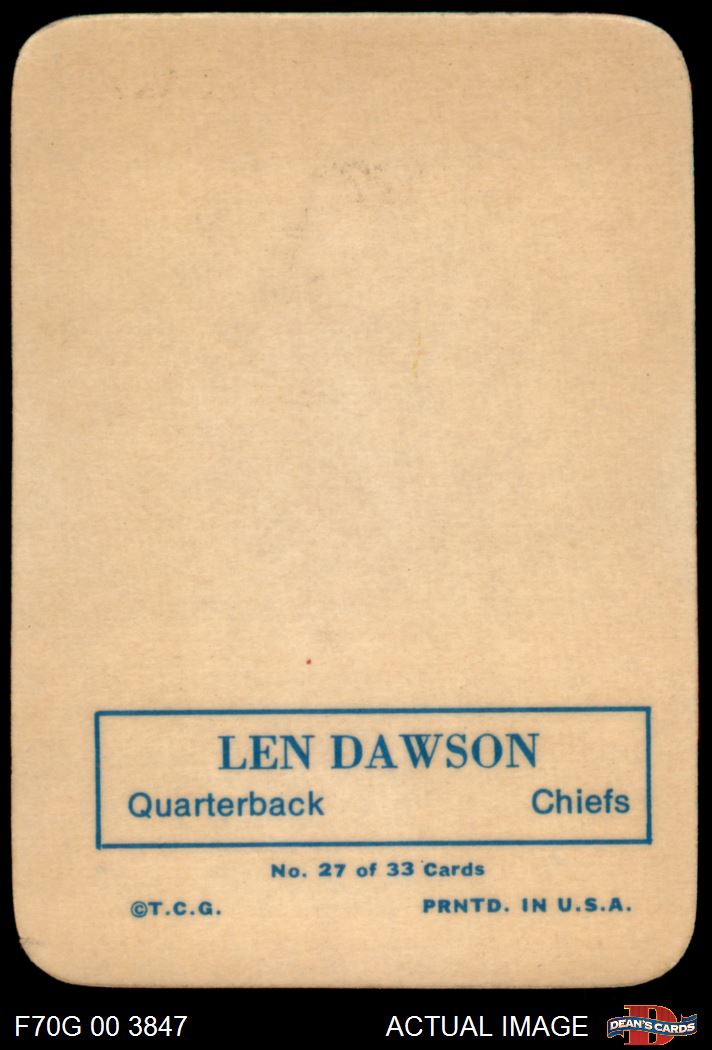 LEN DAWSON
Quarterback Chiefs
No. 27 of 33 Cards
©T.C.G. PRNTD. IN U.S.A.
F70G 00 3847 ACTUAL IMAGE DEAN'S CARDS